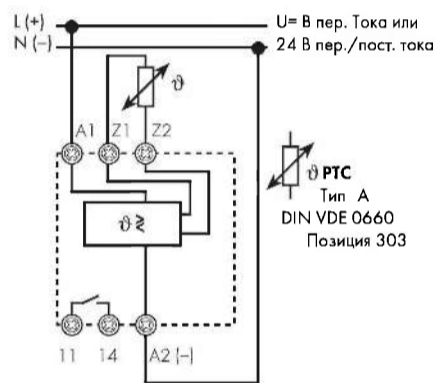 L (+)
U= В пер. Тока или
N (–)
24 В пер./пост. тока
ϑ
A1 Z1 Z2
ϑ PTC
Тип A
DIN VDE 0660
Позиция 303
ϑ ≷
11 14 A2 (–)